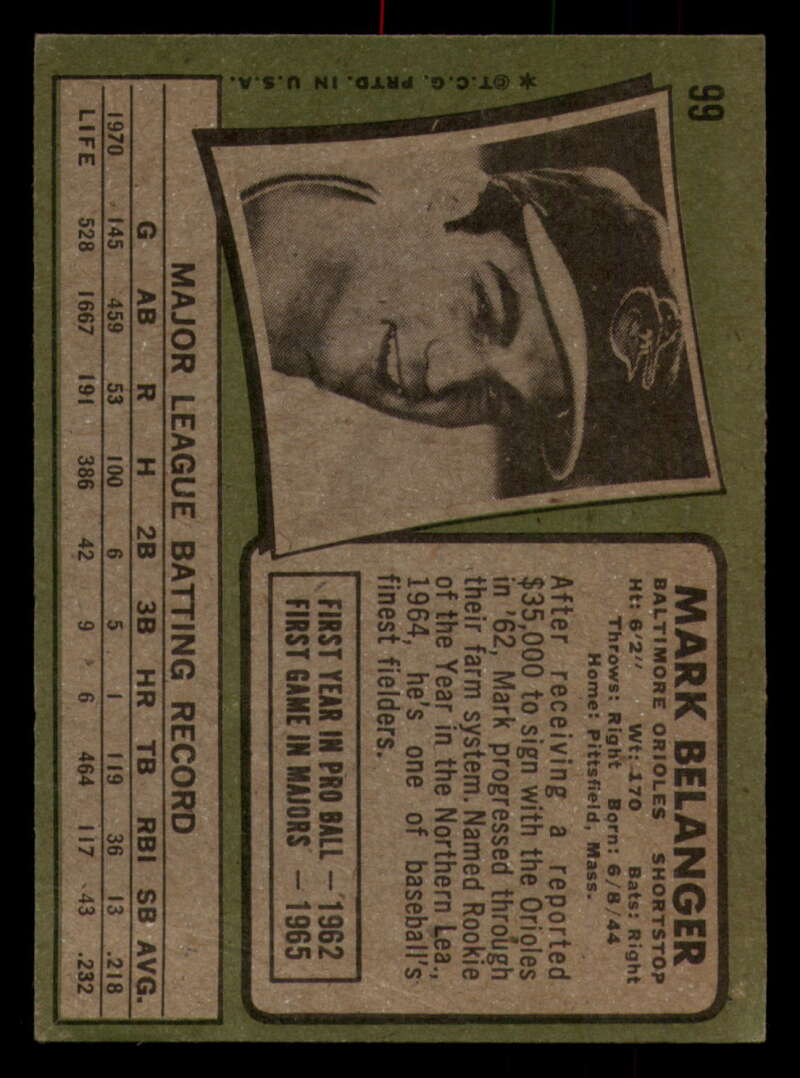 99
MARK BELANGER
BALTIMORE ORIOLES SHORTSTOP
Ht: 6'2" Wt: 170 Bats: Right
Throws: Right Born: 6/8/44
Home: Pittsfield, Mass.
After receiving a reported
$35,000 to sign with the Orioles
in '62, Mark progressed through
their farm system. Named Rookie
of the Year in the Northern Lea.,
1964, he's one of baseball's
finest fielders.
FIRST YEAR IN PRO BALL — 1962
FIRST GAME IN MAJORS — 1965
MAJOR LEAGUE BATTING RECORD
G AB R H 2B 3B HR TB RBI SB AVG.
1970 145 459 53 100 6 5 1 119 36 13 .218
LIFE 528 1667 191 386 42 9 6 464 117 43 .232
* © T.C.G. PRTD. IN U.S.A.